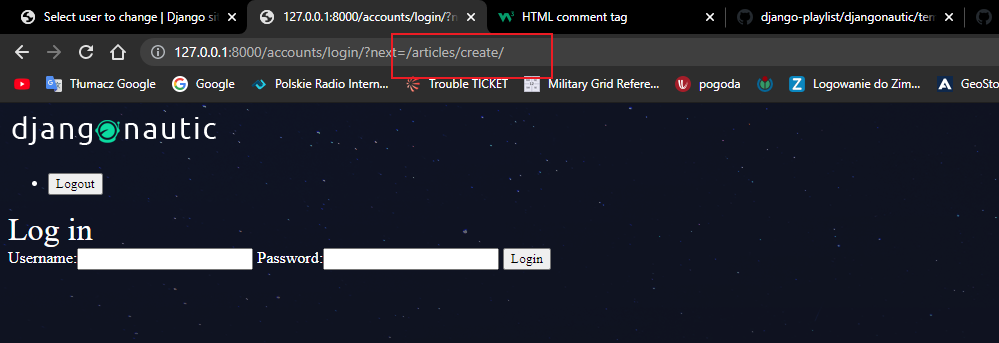 Select user to change | Django sit
127.0.0.1:8000/accounts/login/?n
HTML comment tag
django-playlist/djangonautic/tem
127.0.0.1:8000/accounts/login/?next=/articles/create/
Tłumacz Google
Google
Polskie Radio Intern...
Trouble TICKET
Military Grid Refere...
pogoda
Logowanie do Zim...
GeoSto
djangonautic
Logout
Log in
Username:
Password:
Login